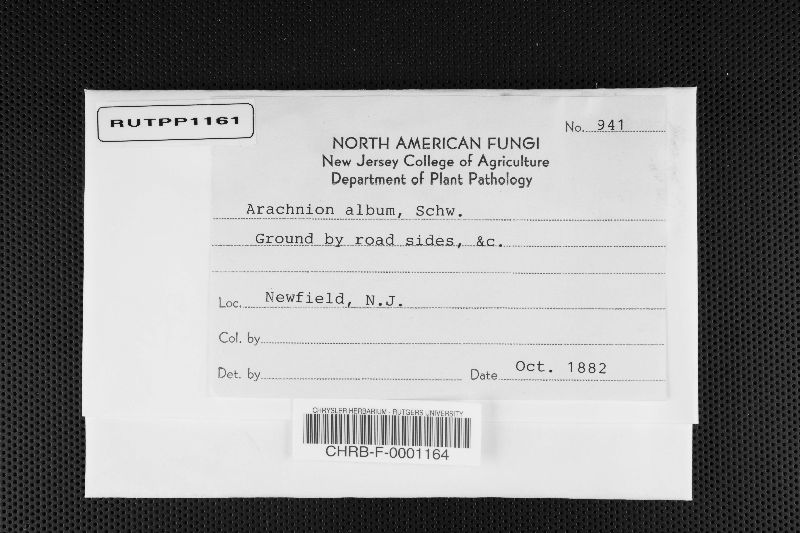 RUTPP1161
No. 941
NORTH AMERICAN FUNGI
New Jersey College of Agriculture
Department of Plant Pathology
Arachnion album, Schw.
Ground by road sides, &c.
Loc. Newfield, N.J.
Col. by
Det. by Date Oct. 1882
CHRYSLER HERBARIUM - RUTGERS UNIVERSITY
CHRB-F-0001164